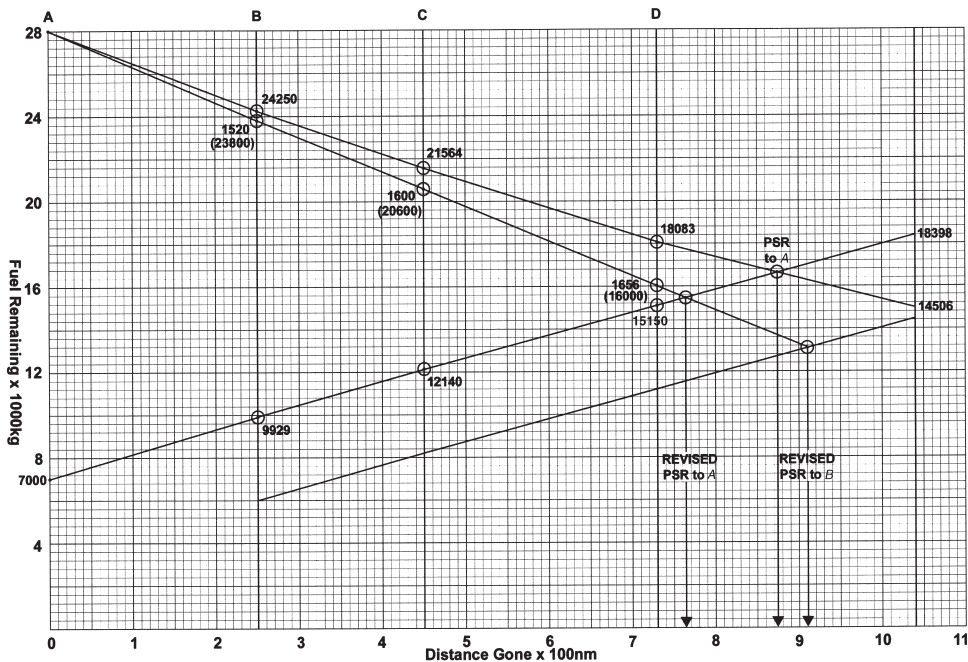 A B C D
28
24
20
16
12
8
7000
4
Fuel Remaining x 1000kg
24250
1520
(23800)
21564
1600
(20600)
18083
1656
(16000)
15150
PSR
to A
18398
14506
12140
9929
REVISED
PSR to A
REVISED
PSR to B
0 1 2 3 4 5 6 7 8 9 10 11
Distance Gone x 100nm